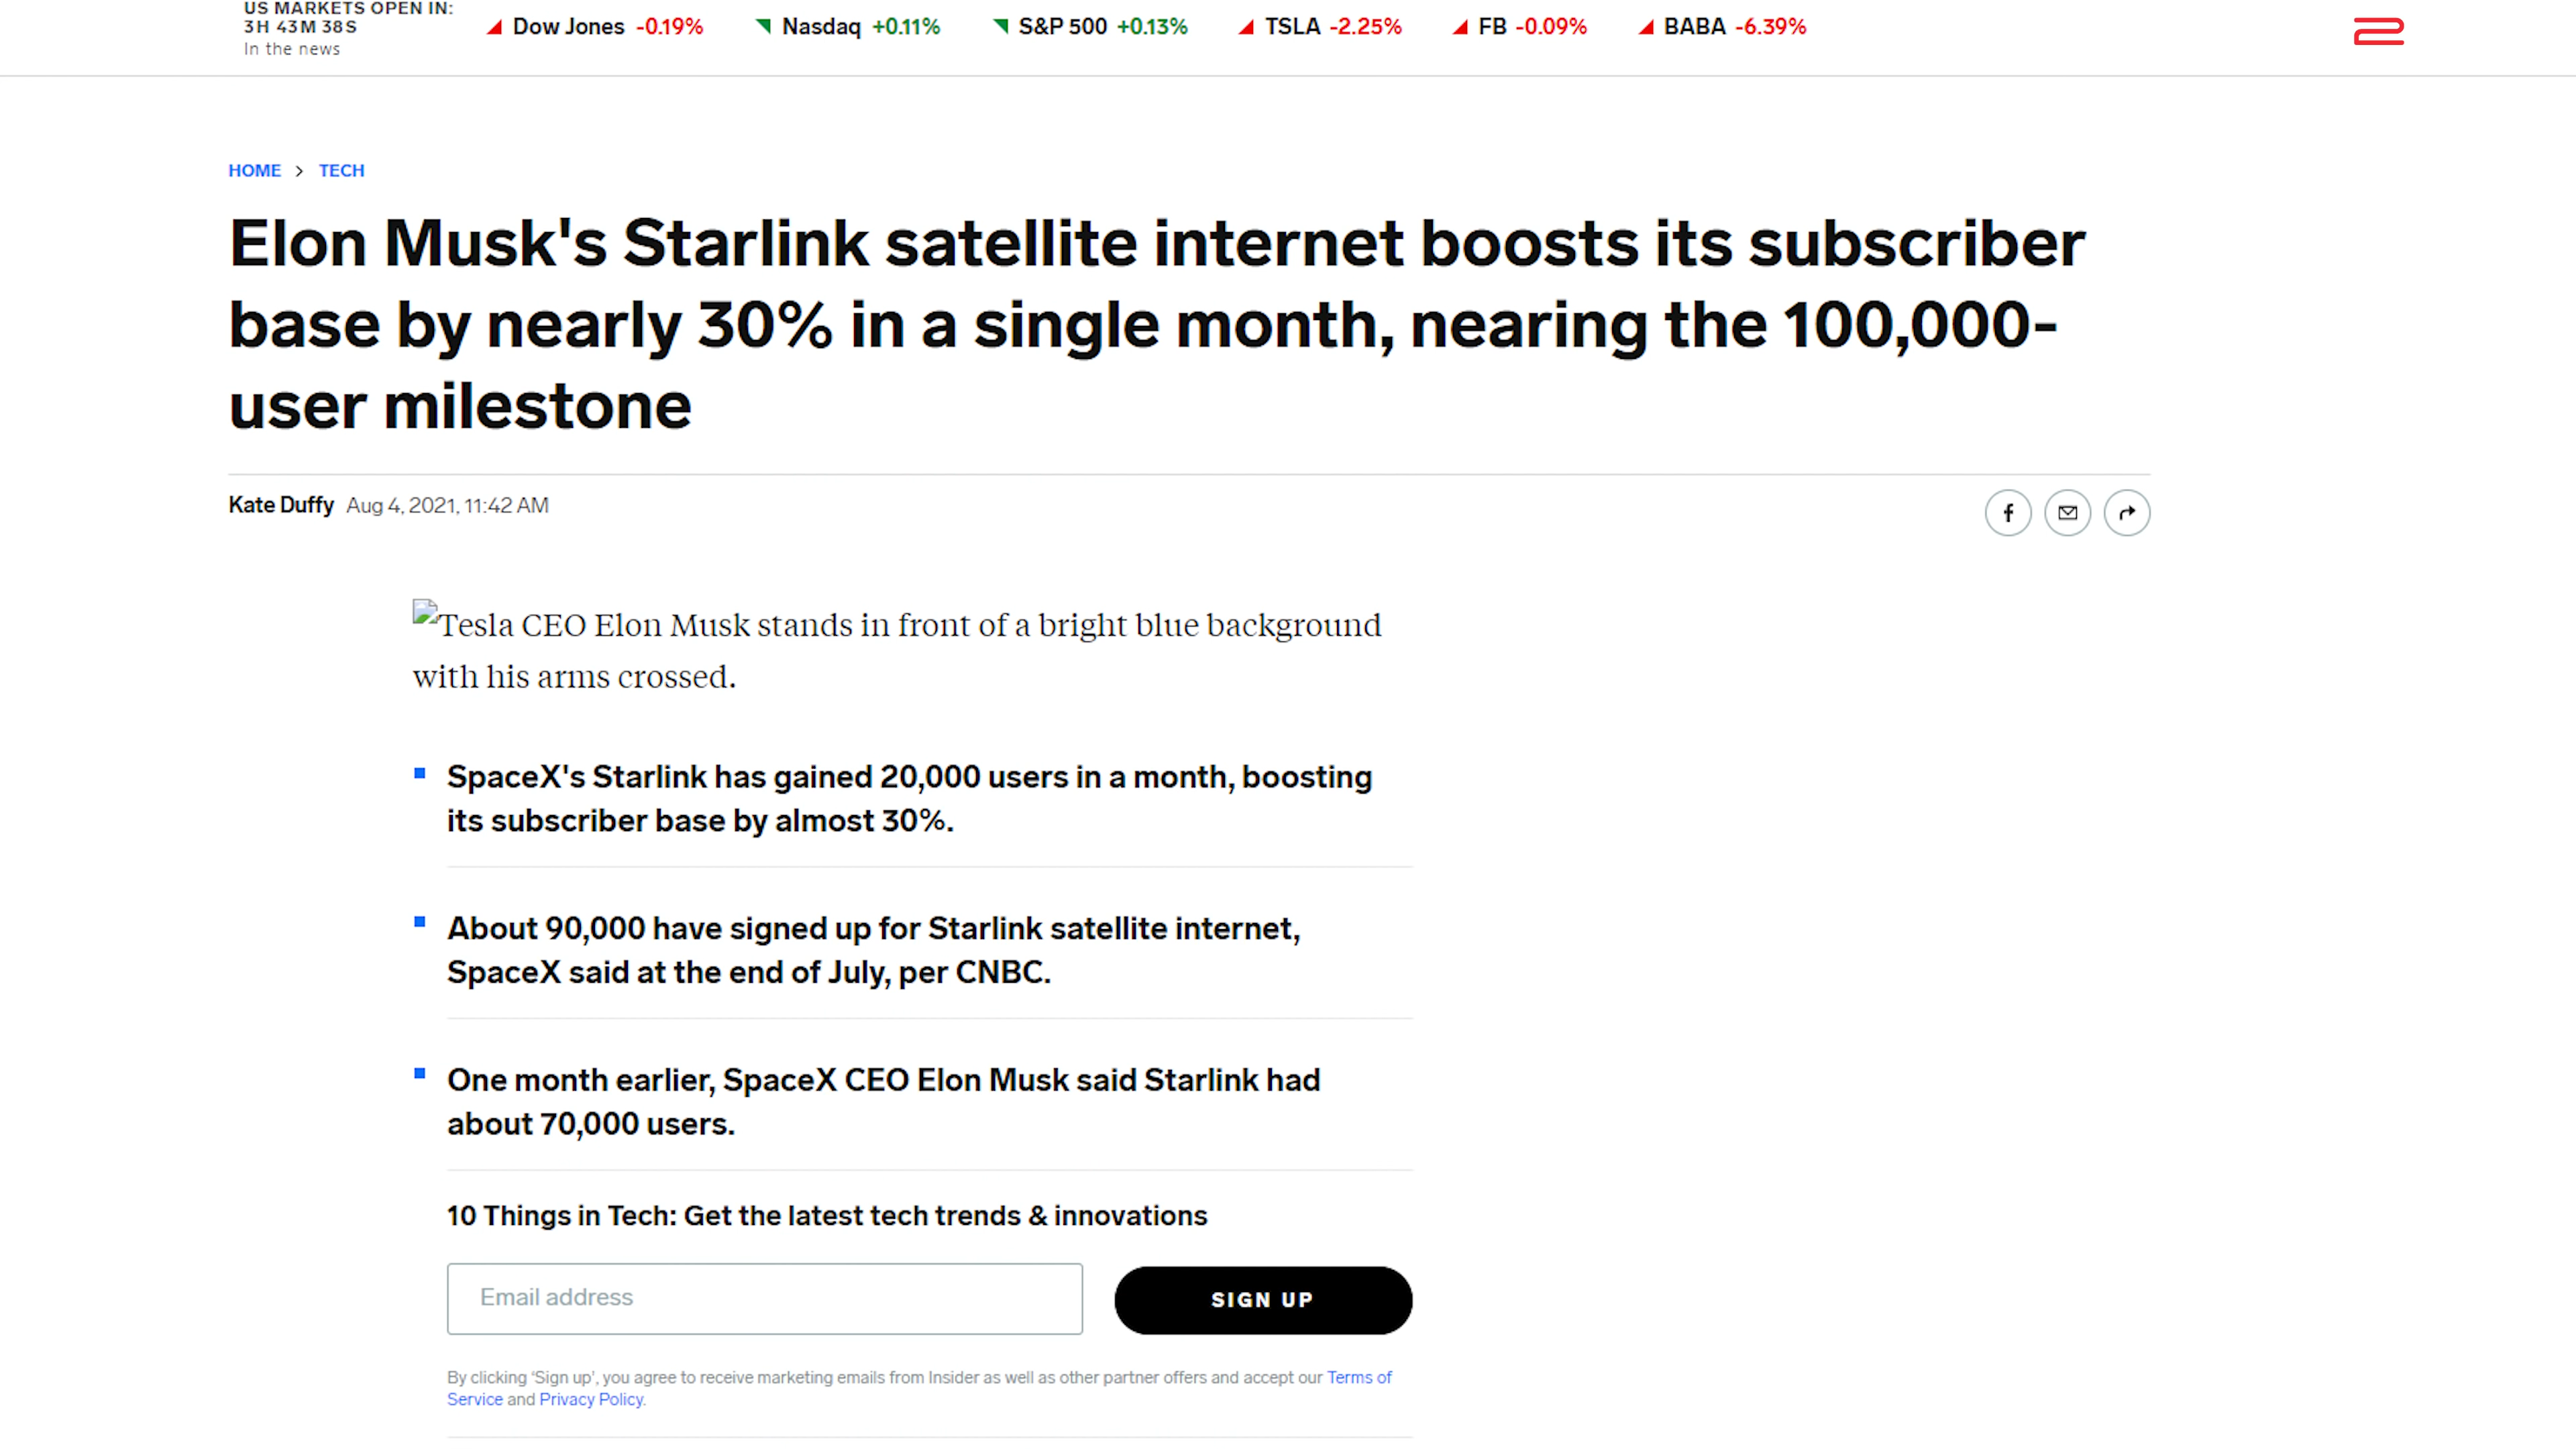 US MARKETS OPEN IN:
3H 43M 38S
In the news
Dow Jones -0.19% Nasdaq +0.11% S&P 500 +0.13% TSLA -2.25% FB -0.09% BABA -6.39%
HOME > TECH
Elon Musk's Starlink satellite internet boosts its subscriber
base by nearly 30% in a single month, nearing the 100,000-
user milestone
Kate Duffy Aug 4, 2021, 11:42 AM
Tesla CEO Elon Musk stands in front of a bright blue background
with his arms crossed.
SpaceX's Starlink has gained 20,000 users in a month, boosting
its subscriber base by almost 30%.
About 90,000 have signed up for Starlink satellite internet,
SpaceX said at the end of July, per CNBC.
One month earlier, SpaceX CEO Elon Musk said Starlink had
about 70,000 users.
10 Things in Tech: Get the latest tech trends & innovations
Email address
SIGN UP
By clicking 'Sign up', you agree to receive marketing emails from Insider as well as other partner offers and accept our Terms of
Service and Privacy Policy.